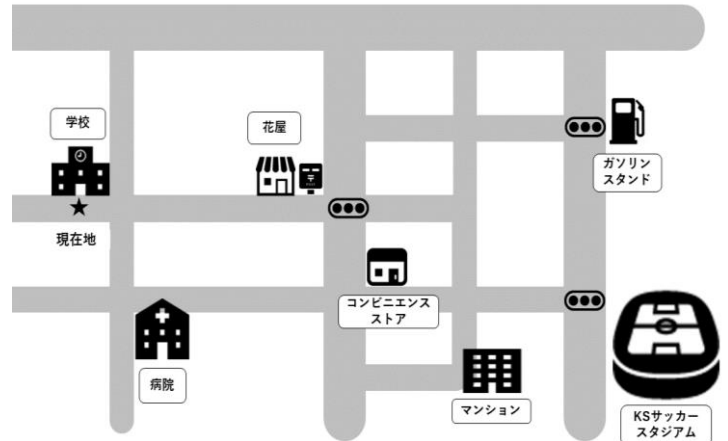 学校
花屋
〒
ガソリン
スタンド
現在地
コンビニエンス
ストア
病院
マンション
KSサッカー
スタジアム